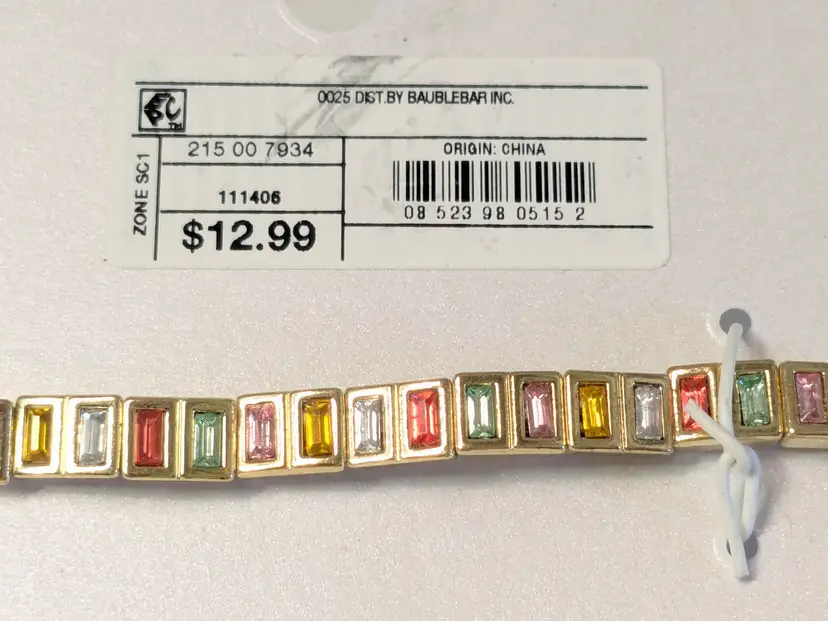 0025 DIST.BY BAUBLEBAR INC.
ZONE SC1
215 00 7934
111406
$12.99
ORIGIN: CHINA
08 523 98 0515 2